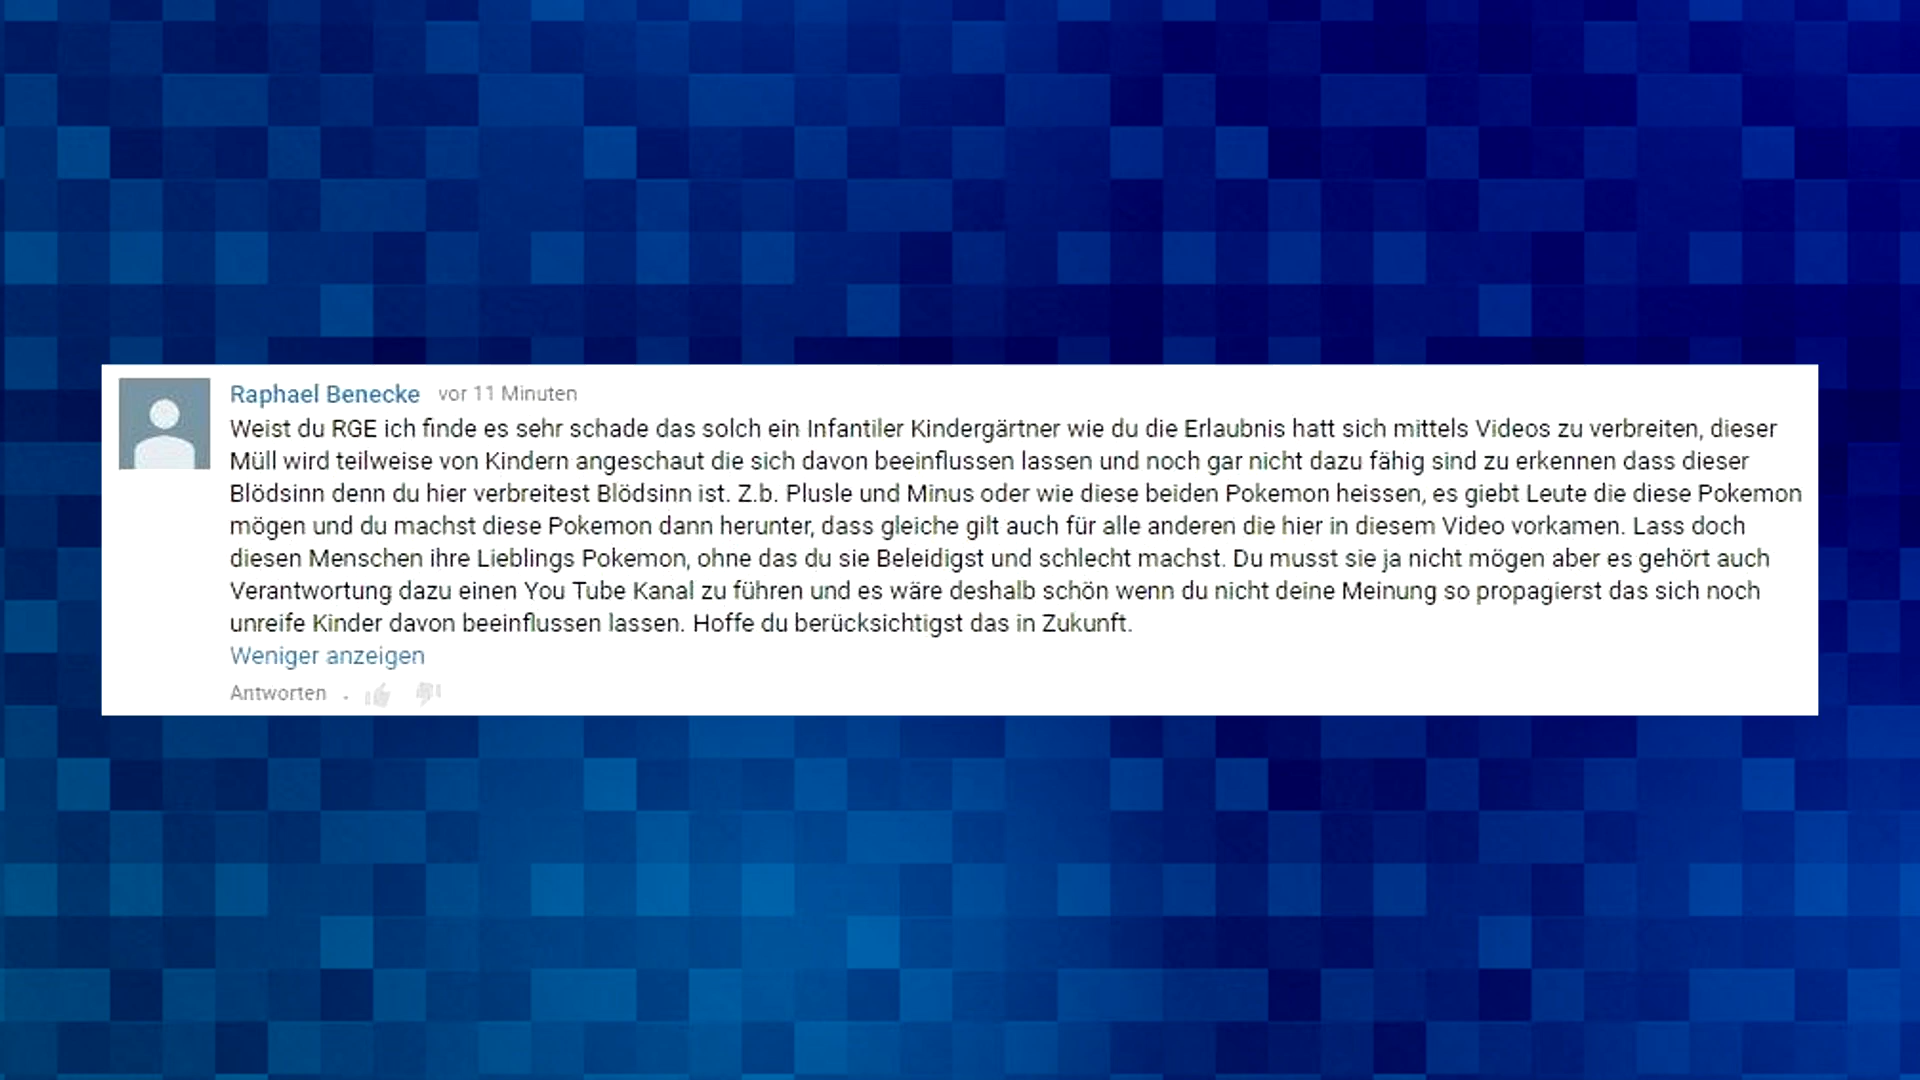 Raphael Benecke vor 11 Minuten
Weist du RGE ich finde es sehr schade das solch ein Infantiler Kindergärtner wie du die Erlaubnis hatt sich mittels Videos zu verbreiten, dieser
Müll wird teilweise von Kindern angeschaut die sich davon beeinflussen lassen und noch gar nicht dazu fähig sind zu erkennen dass dieser
Blödsinn denn du hier verbreitest Blödsinn ist. Z.b. Plusle und Minus oder wie diese beiden Pokemon heissen, es giebt Leute die diese Pokemon
mögen und du machst diese Pokemon dann herunter, dass gleiche gilt auch für alle anderen die hier in diesem Video vorkamen. Lass doch
diesen Menschen ihre Lieblings Pokemon, ohne das du sie Beleidigst und schlecht machst. Du musst sie ja nicht mögen aber es gehört auch
Verantwortung dazu einen You Tube Kanal zu führen und es wäre deshalb schön wenn du nicht deine Meinung so propagierst das sich noch
unreife Kinder davon beeinflussen lassen. Hoffe du berücksichtigst das in Zukunft.
Weniger anzeigen
Antworten .